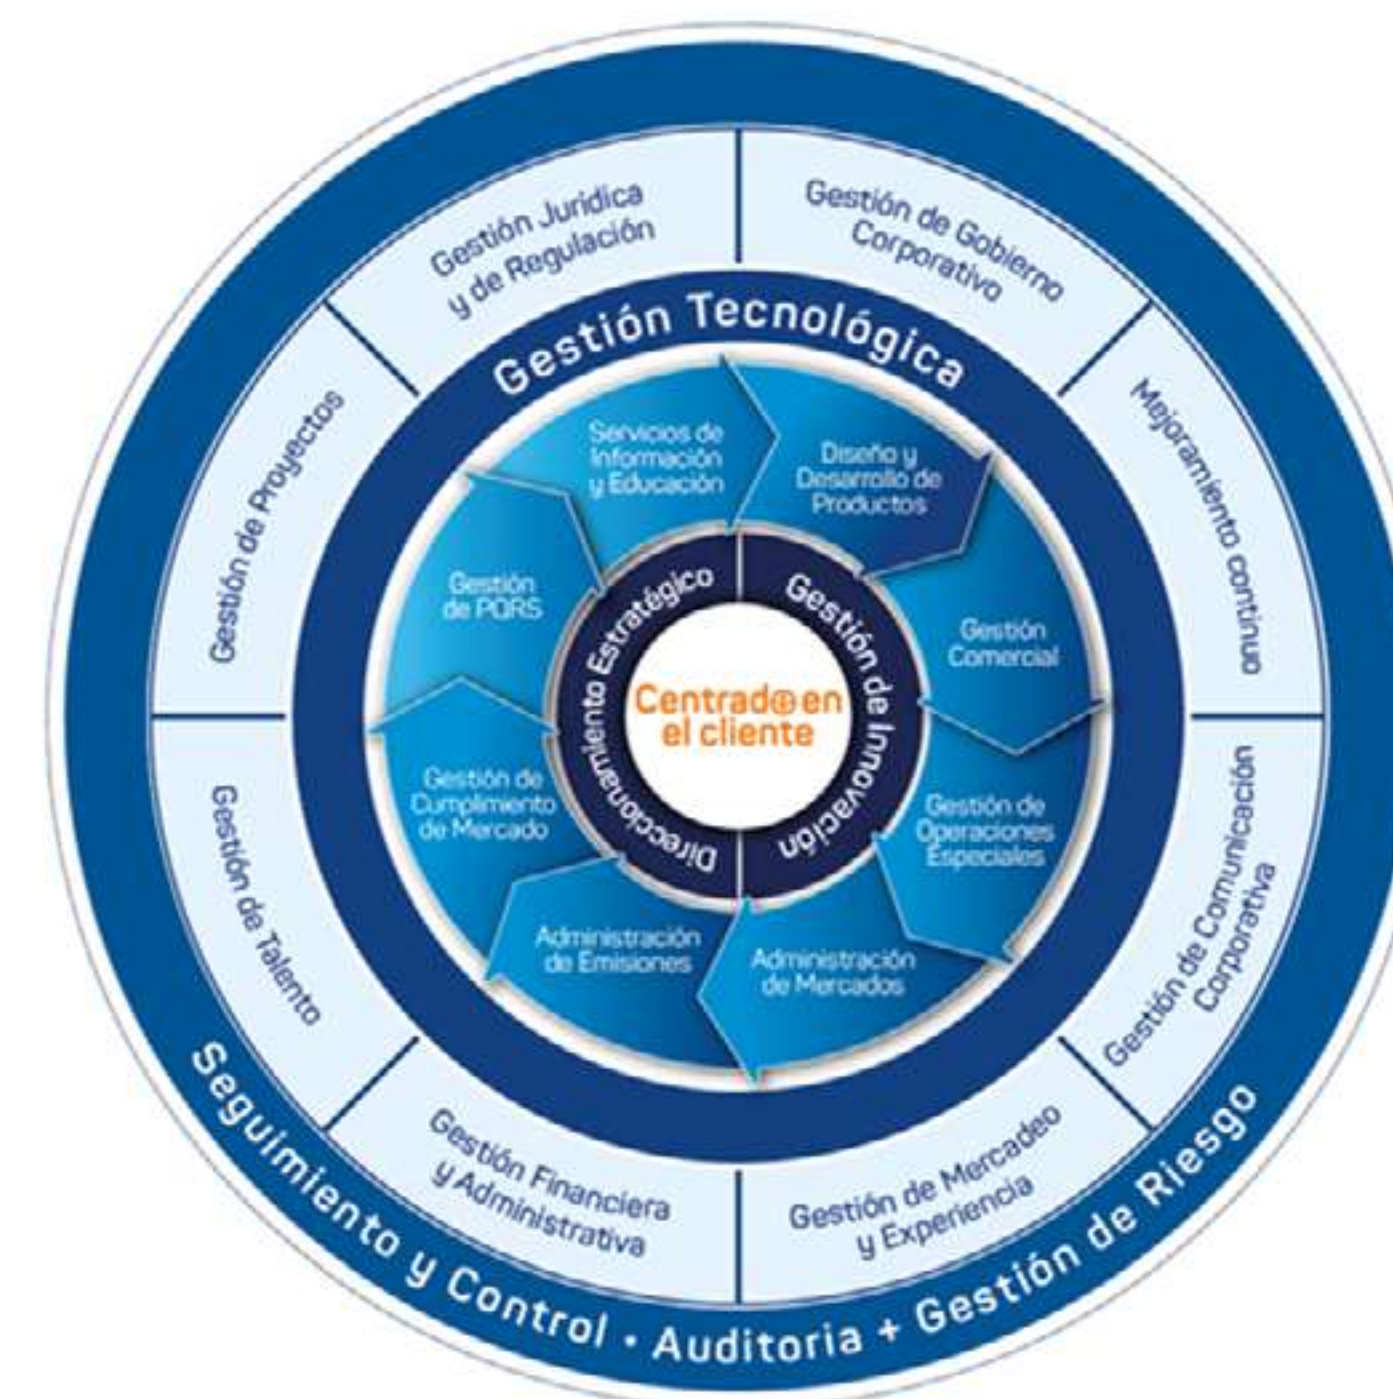 Gestión Jurídica
y de Regulación
Gestión de Gobierno
Corporativo
Mejoramiento continuo
Gestión de Comunicación
Corporativa
Gestión de Mercadeo
y Experiencia
Gestión Financiera
y Administrativa
Gestión de Talento
Gestión de Proyectos
Gestión Tecnológica
Servicios de
Información
y Educación
Diseño y
Desarrollo de
Productos
Gestión
Comercial
Gestión de
Operaciones
Especiales
Administración
de Mercados
Administración
de Emisiones
Gestión de
Cumplimiento
de Mercado
Gestión
de PQRS
Direccionamiento Estratégico
Gestión de Innovación
Centrad@ en
el cliente
Seguimiento y Control • Auditoria + Gestión de Riesgo